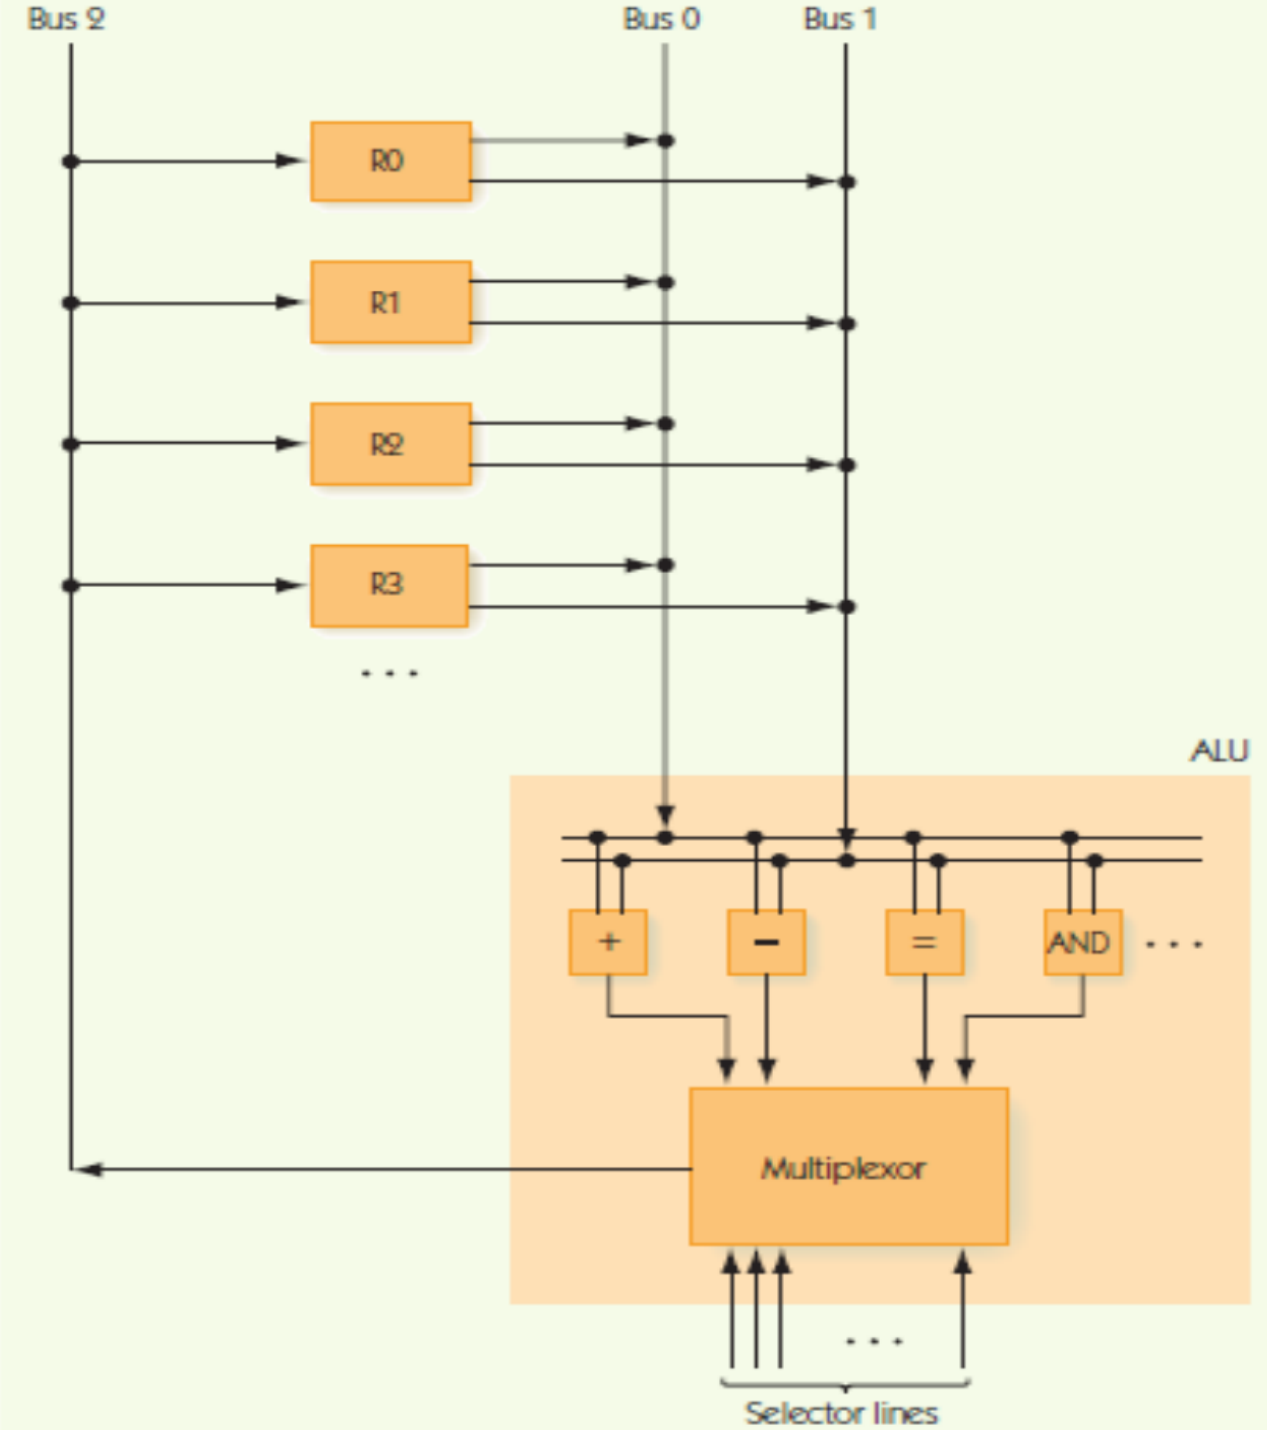 Bus 2
Bus 0
Bus 1
R0
R1
R2
R3
. . .
ALU
+
−
=
AND
. . .
Multiplexor
. . .
Selector lines